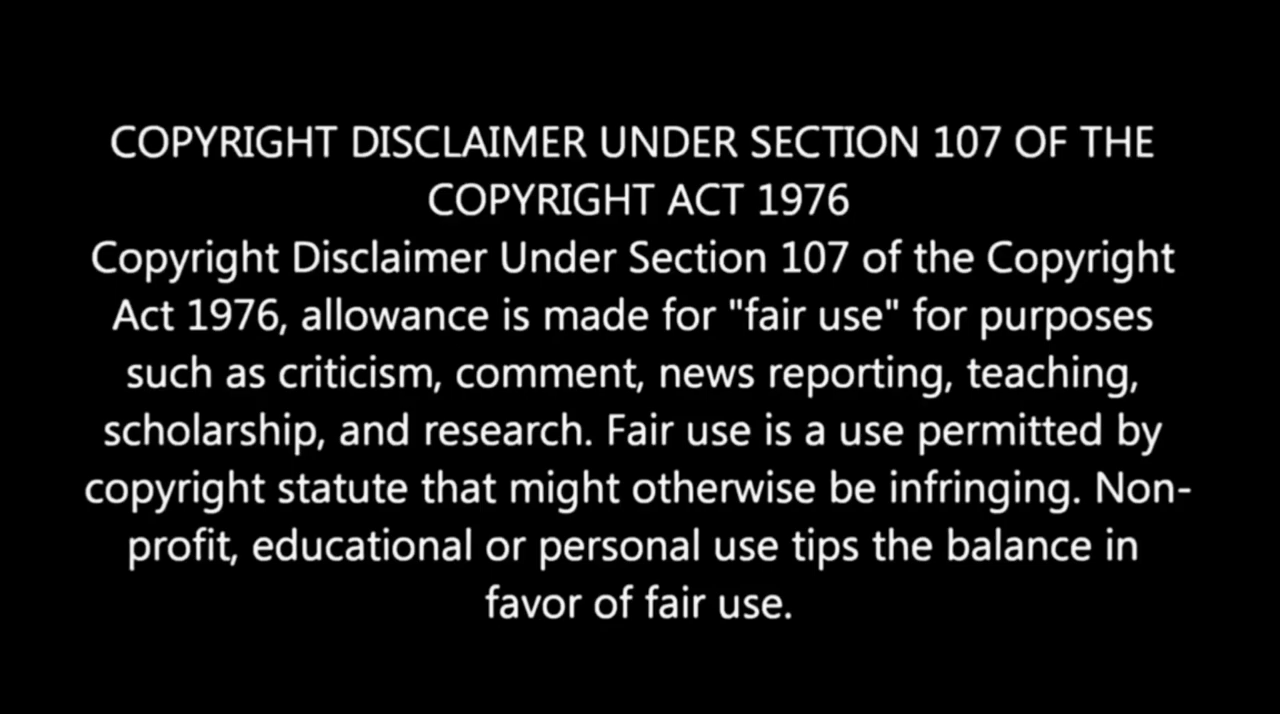 COPYRIGHT DISCLAIMER UNDER SECTION 107 OF THE
COPYRIGHT ACT 1976
Copyright Disclaimer Under Section 107 of the Copyright
Act 1976, allowance is made for "fair use" for purposes
such as criticism, comment, news reporting, teaching,
scholarship, and research. Fair use is a use permitted by
copyright statute that might otherwise be infringing. Non-
profit, educational or personal use tips the balance in
favor of fair use.